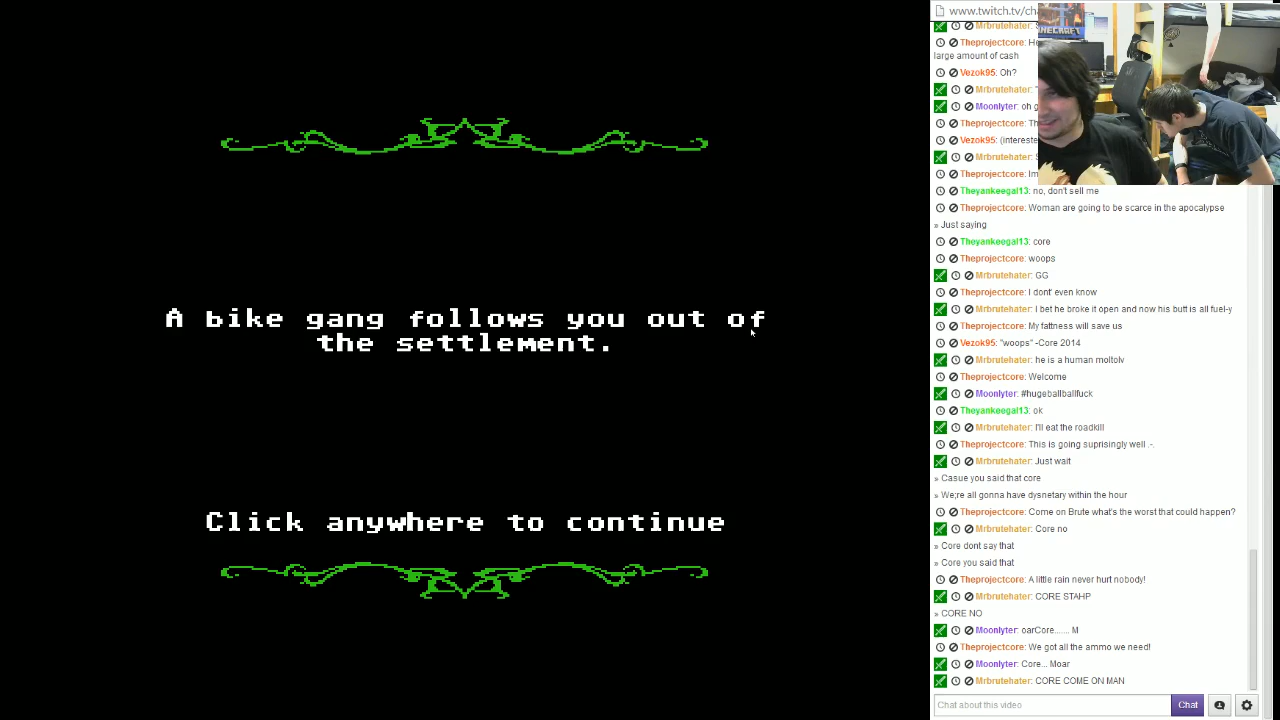 www.twitch.tv/ch
MINECRAFT
Mrbrutehater:
Theprojectcore: He
large amount of cash
Vezok95: Oh?
Mrbrutehater:
Moonlyter: oh g
Theprojectcore: Th
Vezok95: (intereste
Mrbrutehater: S
Theprojectcore: Im
Theyankeegal13: no, don't sell me
Theprojectcore: Woman are going to be scarce in the apocalypse
» Just saying
Theyankeegal13: core
Theprojectcore: woops
Mrbrutehater: GG
Theprojectcore: I dont' even know
Mrbrutehater: I bet he broke it open and now his butt is all fuel-y
Theprojectcore: My fattness will save us
Vezok95: "woops" -Core 2014
Mrbrutehater: he is a human moltolv
Theprojectcore: Welcome
Moonlyter: #hugeballballfuck
Theyankeegal13: ok
Mrbrutehater: I'll eat the roadkill
Theprojectcore: This is going suprisingly well .-.
Mrbrutehater: Just wait
» Casue you said that core
» We;re all gonna have dysnetary within the hour
Theprojectcore: Come on Brute what's the worst that could happen?
Mrbrutehater: Core no
» Core dont say that
» Core you said that
Theprojectcore: A little rain never hurt nobody!
Mrbrutehater: CORE STAHP
» CORE NO
Moonlyter: oarCore....... M
Theprojectcore: We got all the ammo we need!
Moonlyter: Core... Moar
Mrbrutehater: CORE COME ON MAN
Chat about this video
Chat
A bike gang follows you out of
the settlement.
Click anywhere to continue